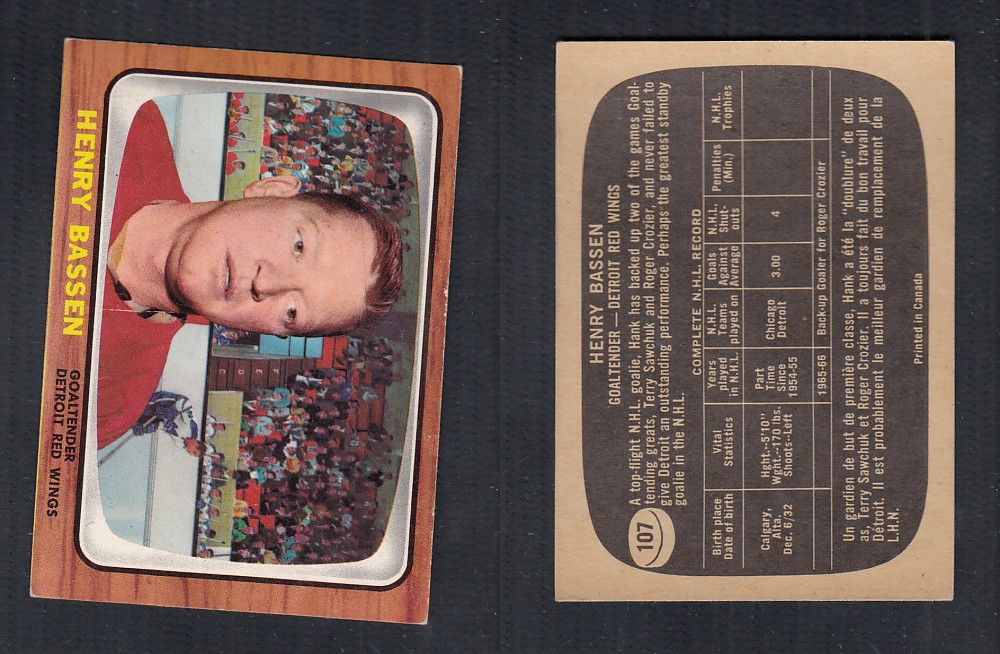 HENRY BASSEN
GOALTENDER
DETROIT RED WINGS
107
HENRY BASSEN
GOALTENDER—DETROIT RED WINGS
A top-flight N.H.L. goalie, Hank has backed up two of the games Goal-
tending greats, Terry Sawchuk and Roger Crozier, and never failed to
give Detroit an outstanding performance. Perhaps the greatest standby
goalie in the N.H.L.
COMPLETE N.H.L. RECORD
Birth place
Date of birth
Vital
Statistics
Years
played
in N.H.L.
N.H.L.
Teams
played on
Goals
Against
Average
N.H.L.
Shut-
outs
Penalties
(Min.)
N.H.L.
Trophies
Calgary,
Alta.
Dec. 6/32
Hght.–5'10"
Wght.–170 lbs.
Shoots--Left
Part
Time
Since
1954-55
Chicago
Detroit
3.00
4
1965-66
Back-up Goaler for Roger Crozier
Un gardien de but de première classe, Hank a été la "doublure" de deux
as, Terry Sawchuk et Roger Crozier. Il a toujours fait du bon travail pour
Détroit. Il est probablement le meilleur gardien de remplacement de la
L.H.N.
Printed in Canada